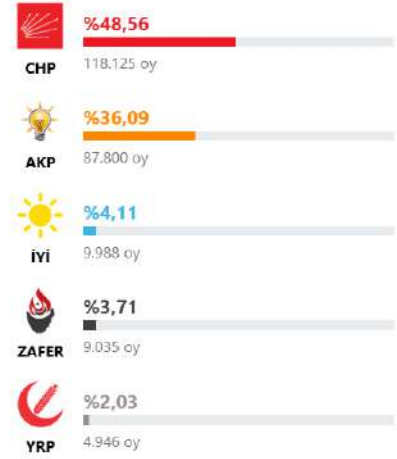 %48,56
CHP
118.125 oy
%36,09
AKP
87.800 oy
%4,11
İYİ
9.988 oy
%3,71
ZAFER
9.035 oy
%2,03
YRP
4.946 oy